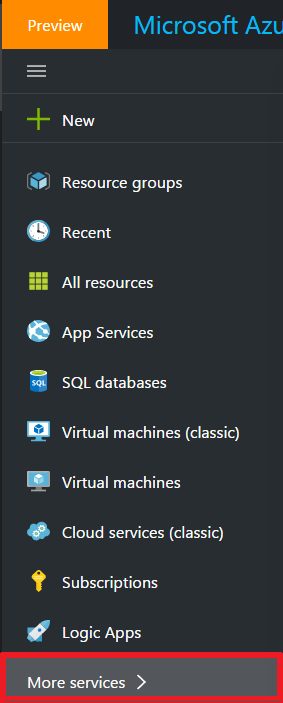 Preview
Microsoft Azu
New
Resource groups
Recent
All resources
App Services
SQL
SQL databases
Virtual machines (classic)
Virtual machines
Cloud services (classic)
Subscriptions
Logic Apps
More services